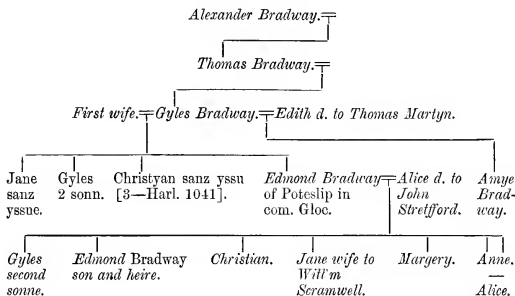 Alexander Bradway.
Thomas Bradway.
First wife. Gyles Bradway. Edith d. to Thomas Martyn.
Jane Gyles Christyan sanz yssu Edmond Bradway Alice d. to Amye
sanz 2 sonn. [3—Harl. 1041]. of Poteslip in John Brad-
yssue. com. Gloc. Stretfford. way.
Gyles Edmond Bradway Christian. Jane wife to Margery. Anne.
second son and heire. Will'm —
sonne. Scramwell. Alice.